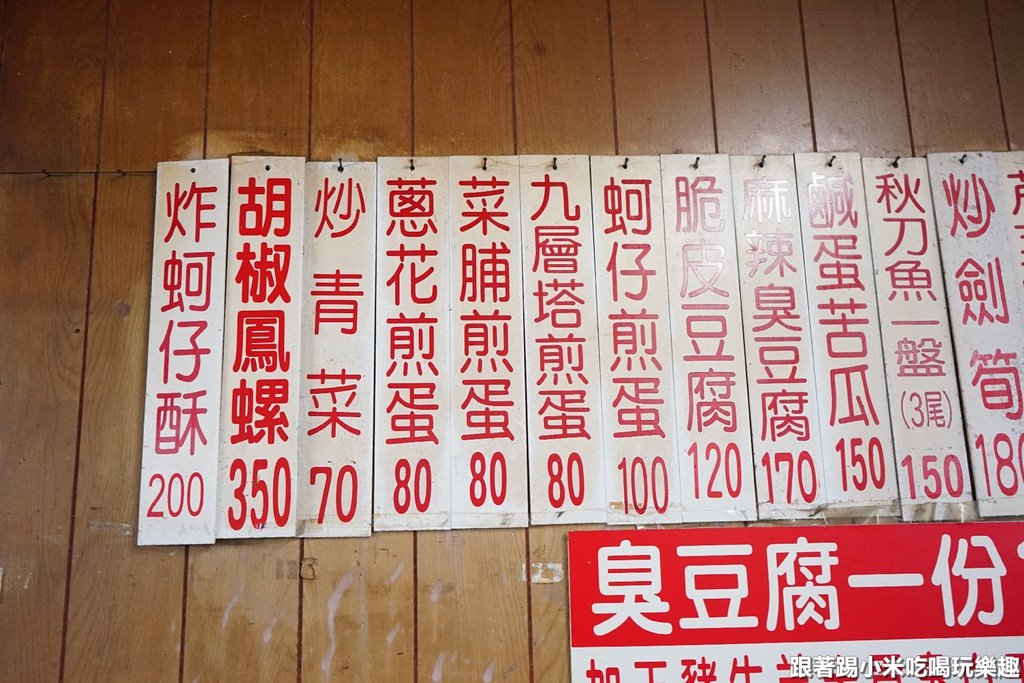 炸蚵仔酥 200
胡椒鳳螺 350
炒青菜 70
蔥花煎蛋 80
菜脯煎蛋 80
九層塔煎蛋 80
蚵仔煎蛋 100
脆皮豆腐 120
麻辣臭豆腐 170
鹹蛋苦瓜 150
秋刀魚一盤(3尾) 150
炒劍筍 180
臭豆腐一份
跟著踢小米吃喝玩樂趣